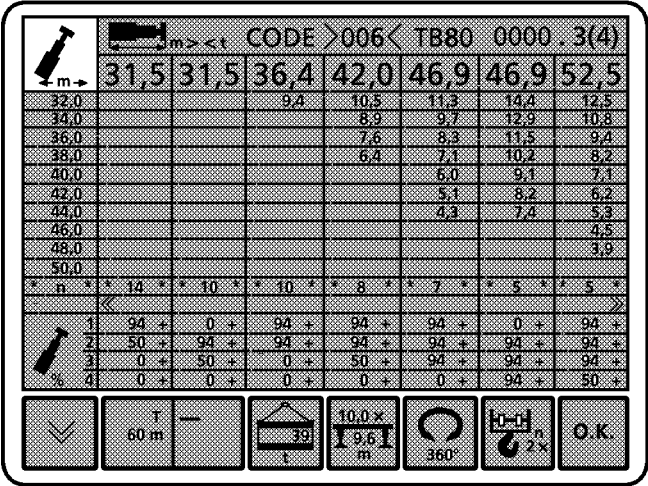 m > < t CODE >006< TB80 0000 . 3(4)
m 31,5 31,5 36,4 42,0 46,9 46,9 52,5
32,0 9,4 10,5 11,3 14,4 12,5
34,0 8,9 9,7 12,9 10,8
36,0 7,6 8,3 11,5 9,4
38,0 6,4 7,1 10,2 8,2
40,0 6,0 9,1 7,1
42,0 5,1 8,2 6,2
44,0 4,3 7,4 5,3
46,0 4,5
48,0 3,9
50,0
* n * * 14 * * 10 * * 10 * * 8 * * 7 * * 5 * * 5 *
« »
1 94 + 0 + 94 + 94 + 94 + 0 + 94 +
2 50 + 94 + 94 + 94 + 94 + 94 + 94 +
3 0 + 50 + 0 + 50 + 94 + 94 + 94 +
% 4 0 + 0 + 0 + 0 + 0 + 94 + 50 +
T
60 m
39
t
10,0 x
9,6
m
360°
n
2x
O.K.